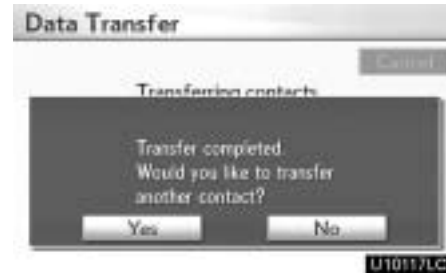 Data Transfer
Cancel
Transferring contacts
Transfer completed
Would you like to transfer
another contact?
Yes
No
U10117LC